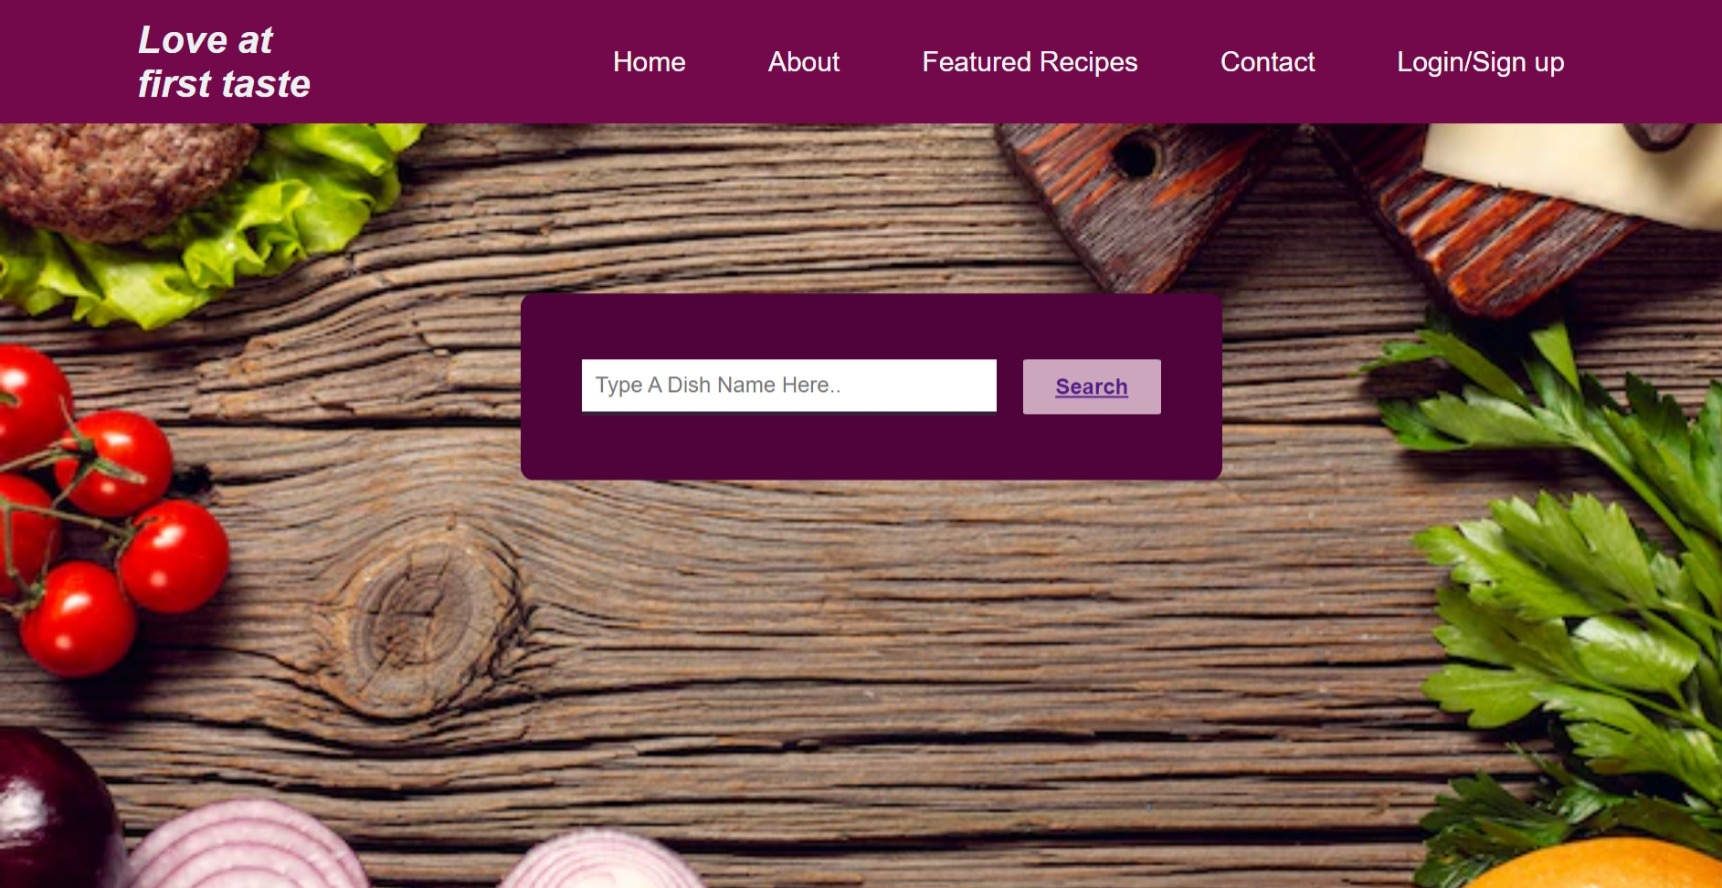 Love at
first taste
Home
About
Featured Recipes
Contact
Login/Sign up
Type A Dish Name Here..
Search